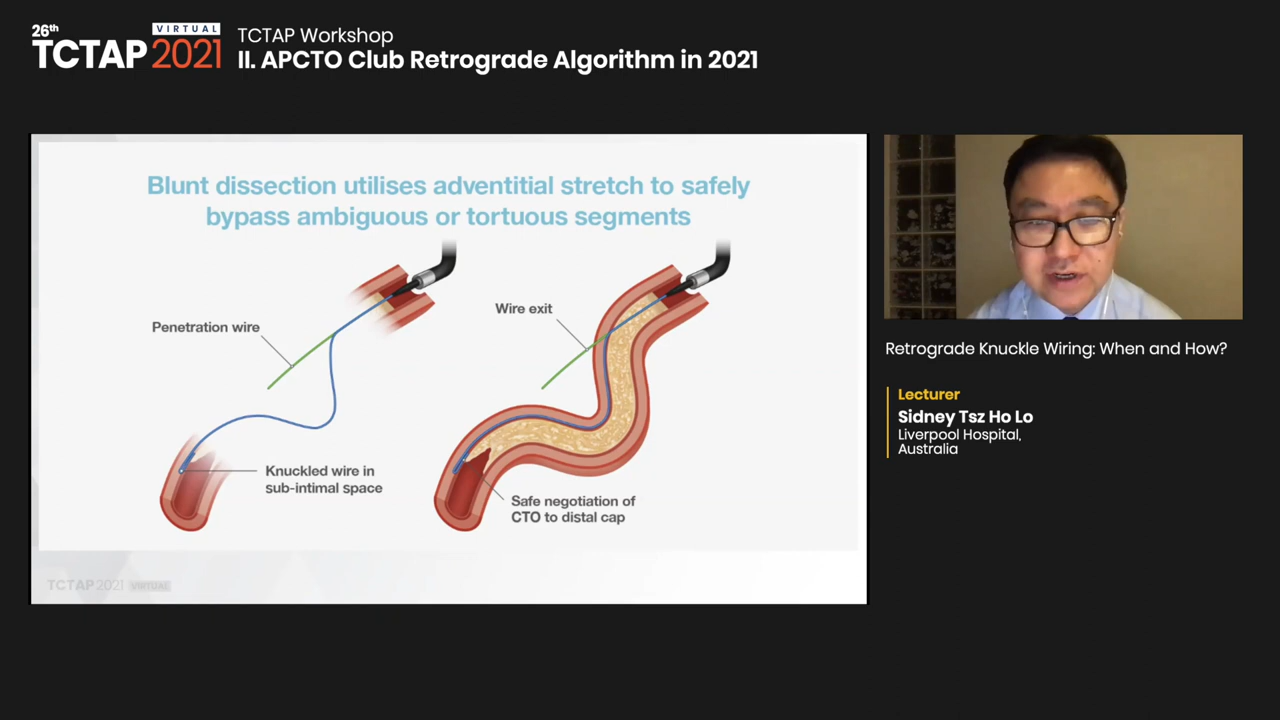 26th
VIRTUAL
TCTAP 2021
TCTAP Workshop
II. APCTO Club Retrograde Algorithm in 2021
Blunt dissection utilises adventitial stretch to safely
bypass ambiguous or tortuous segments
Penetration wire
Knuckled wire in
sub-intimal space
Wire exit
Safe negotiation of
CTO to distal cap
TCTAP 2021 VIRTUAL
Retrograde Knuckle Wiring: When and How?
Lecturer
Sidney Tsz Ho Lo
Liverpool Hospital,
Australia